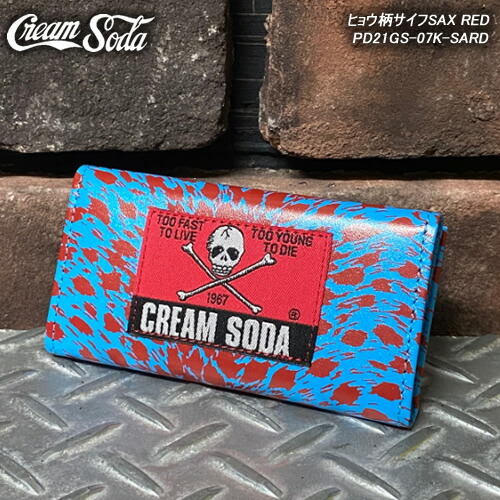 Cream Soda
ヒョウ柄サイフSAX RED
PD21GS-07K-SARD
TOO FAST
TO LIVE
TOO YOUNG
TO DIE
1967
®
CREAM SODA